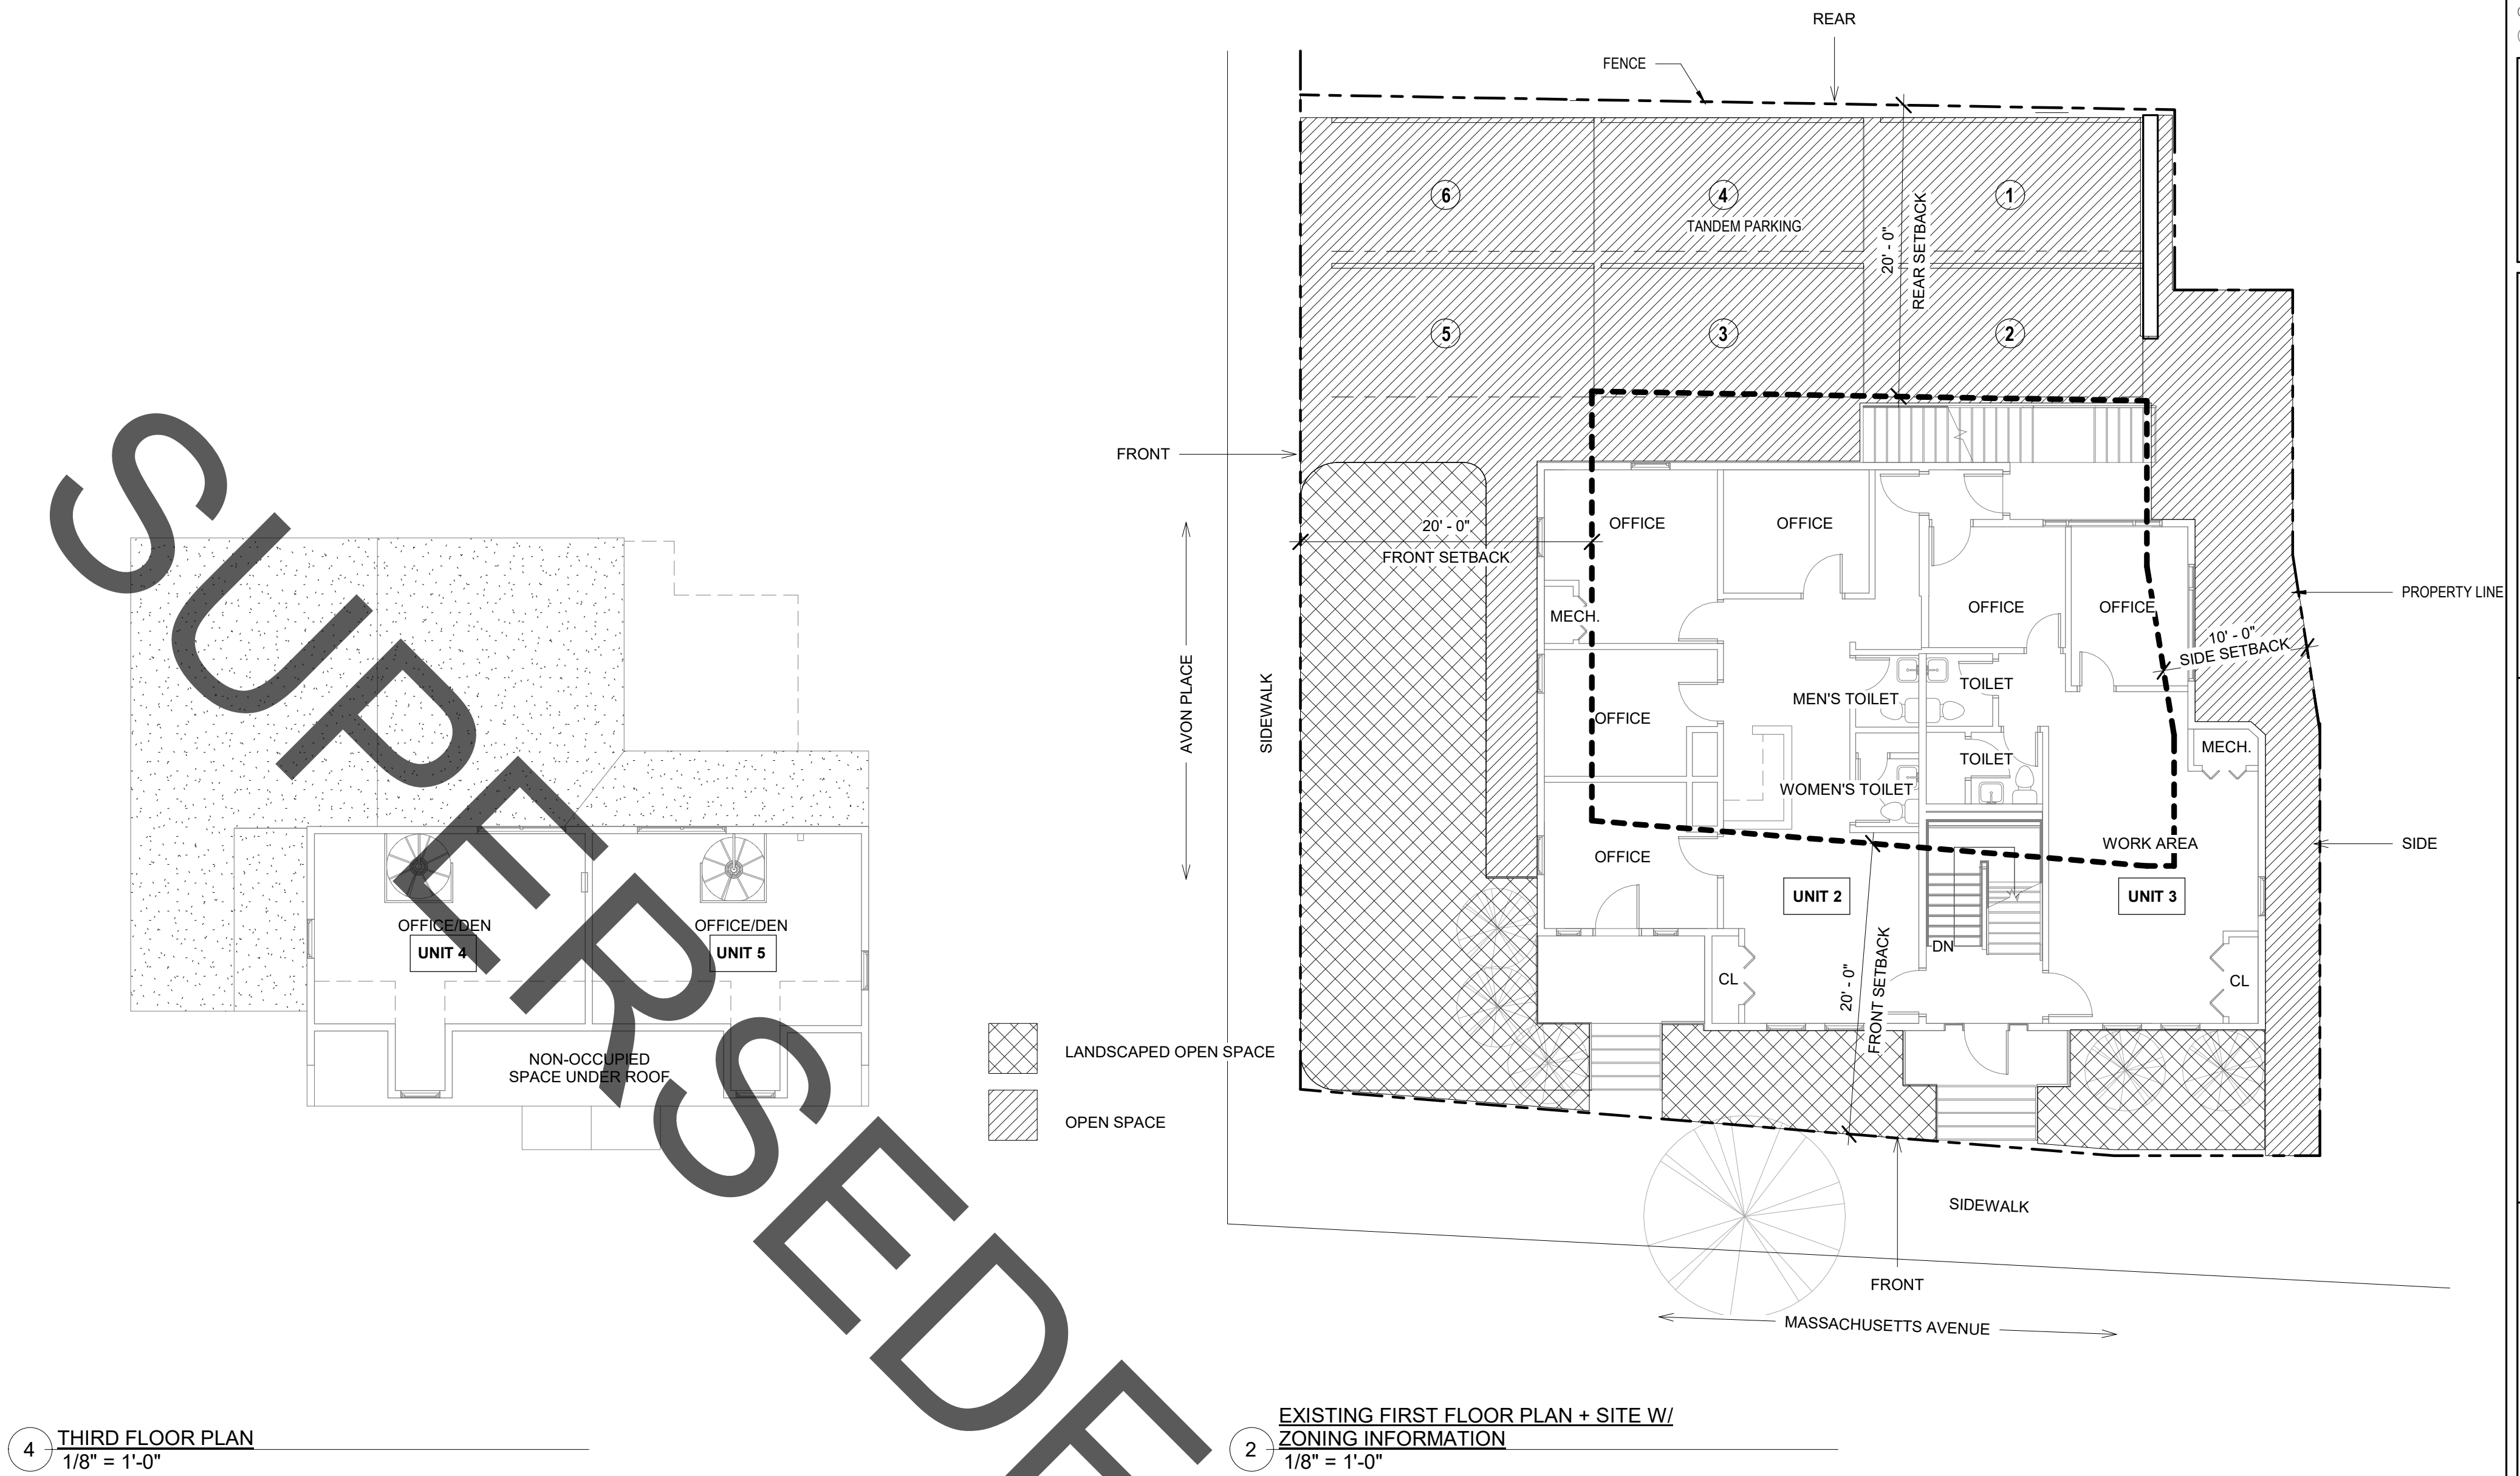 REAR
FENCE
6
4
1
TANDEM PARKING
20' - 0"
REAR SETBACK
5
3
2
FRONT
OFFICE
OFFICE
20' - 0"
FRONT SETBACK
PROPERTY LINE
OFFICE
OFFICE
MECH.
10' - 0"
SIDE SETBACK
AVON PLACE
SIDEWALK
TOILET
MEN'S TOILET
OFFICE
MECH.
TOILET
WOMEN'S TOILET
WORK AREA
SIDE
OFFICE
UNIT 2
UNIT 3
DN
CL
CL
20' - 0"
FRONT SETBACK
OFFICE/DEN
UNIT 4
OFFICE/DEN
UNIT 5
NON-OCCUPIED
SPACE UNDER ROOF
LANDSCAPED OPEN SPACE
OPEN SPACE
SIDEWALK
FRONT
MASSACHUSETTS AVENUE
4
THIRD FLOOR PLAN
1/8" = 1'-0"
2
EXISTING FIRST FLOOR PLAN + SITE W/
ZONING INFORMATION
1/8" = 1'-0"
SUPERSEDE